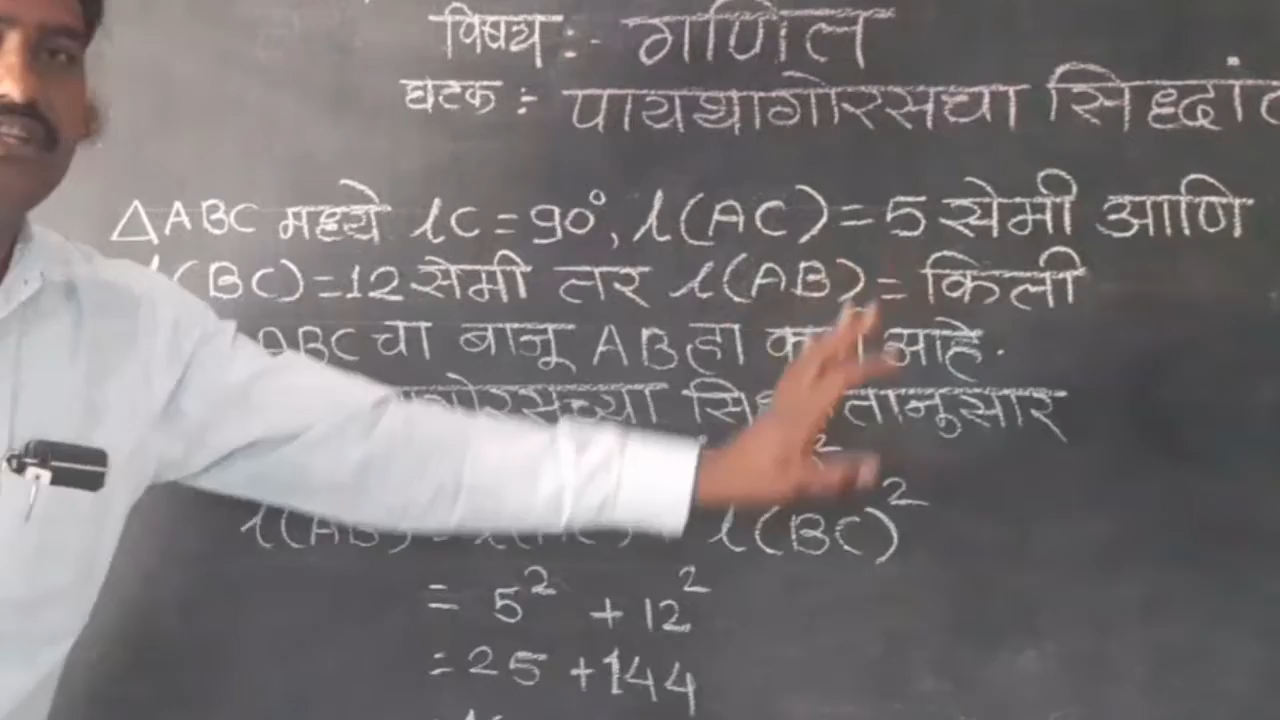 विषय :- गणित
घटक :- पायथागोरसचा सिद्धांत
△ABC मध्ये ∠C = 90°, l(AC) = 5 सेमी आणि
(BC) = 12 सेमी तर l(AB) = किती
ABC चा बाजू AB हा आहे.
l(AB) l(BC)²
= 5² + 12²
= 25 + 144